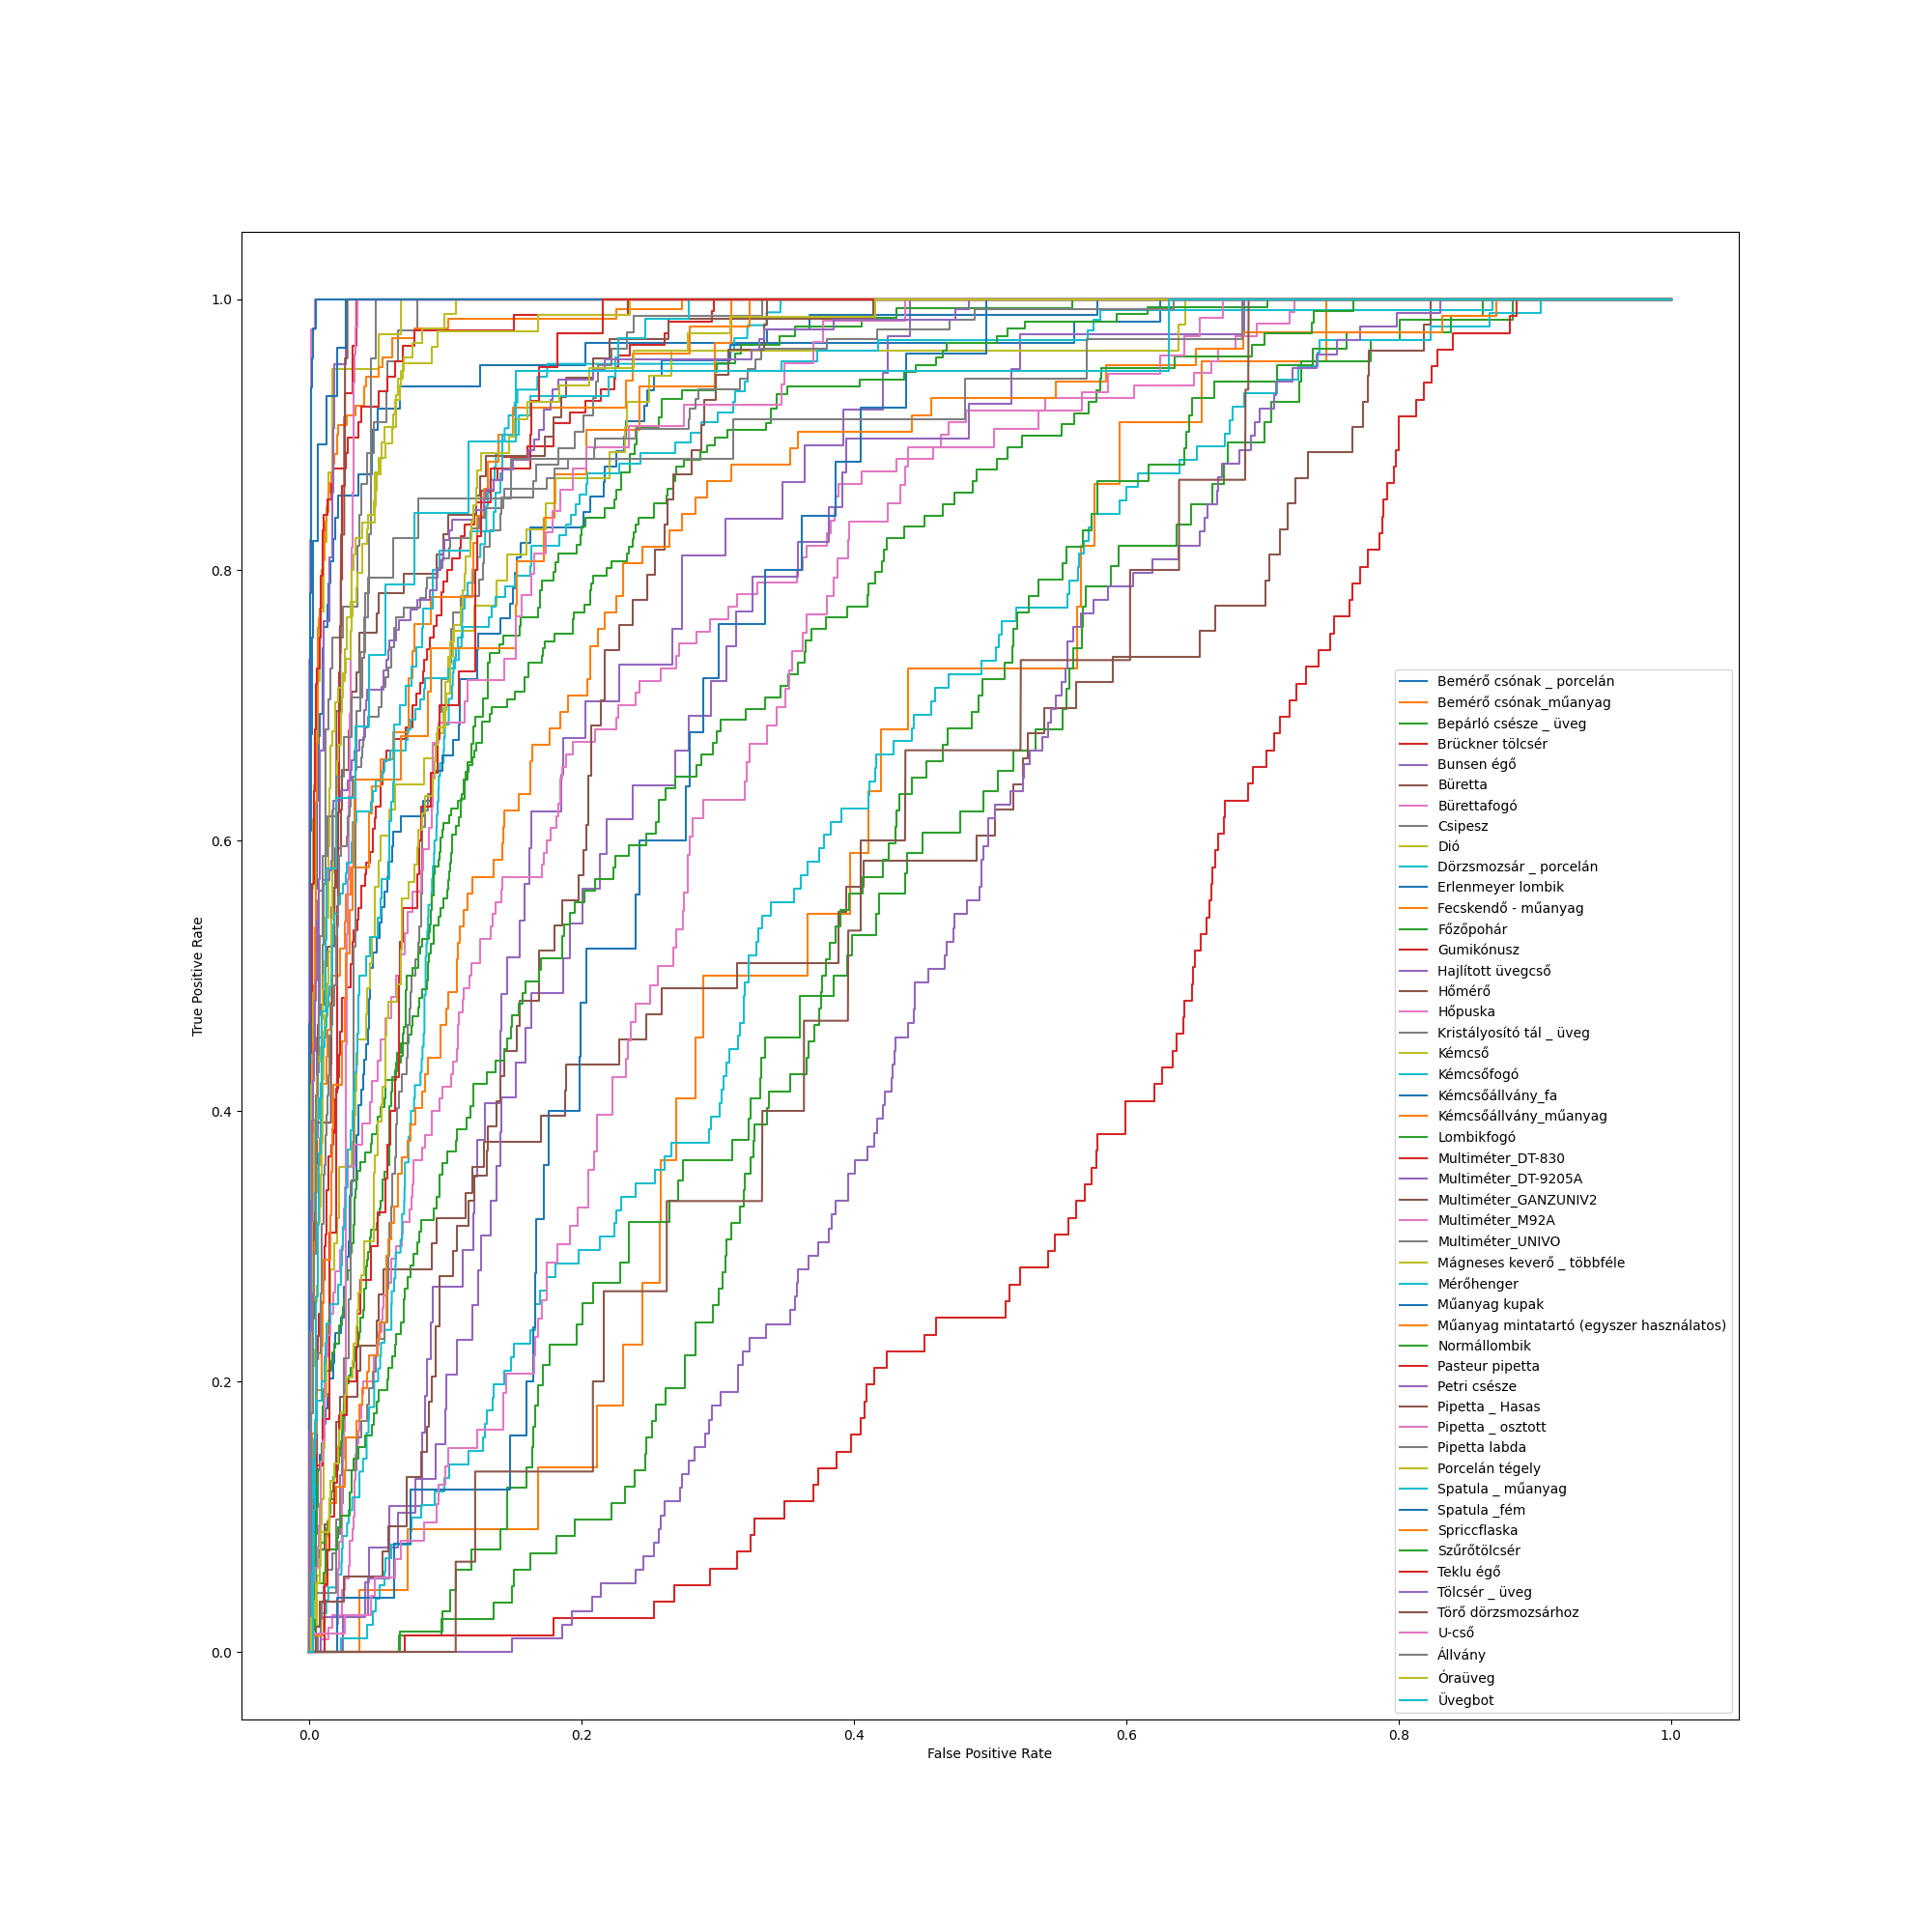 1.0
0.8
0.6
0.4
0.2
0.0
True Positive Rate
0.0 0.2 0.4 0.6 0.8 1.0
False Positive Rate
Bemérő csónak _ porcelán
Bemérő csónak_műanyag
Bepárló csésze _ üveg
Brückner tölcsér
Bunsen égő
Büretta
Bürettafogó
Csipesz
Dió
Dörzsmozsár _ porcelán
Erlenmeyer lombik
Fecskendő - műanyag
Főzőpohár
Gumikónusz
Hajlított üvegcső
Hőmérő
Hőpuska
Kristályosító tál _ üveg
Kémcső
Kémcsőfogó
Kémcsőállvány_fa
Kémcsőállvány_műanyag
Lombikfogó
Multiméter_DT-830
Multiméter_DT-9205A
Multiméter_GANZUNIV2
Multiméter_M92A
Multiméter_UNIVO
Mágneses keverő _ többféle
Mérőhenger
Műanyag kupak
Műanyag mintatartó (egyszer használatos)
Normállombik
Pasteur pipetta
Petri csésze
Pipetta _ Hasas
Pipetta _ osztott
Pipetta labda
Porcelán tégely
Spatula _ műanyag
Spatula _fém
Spriccflaska
Szűrőtölcsér
Teklu égő
Tölcsér _ üveg
Törő dörzsmozsárhoz
U-cső
Állvány
Óraüveg
Üvegbot